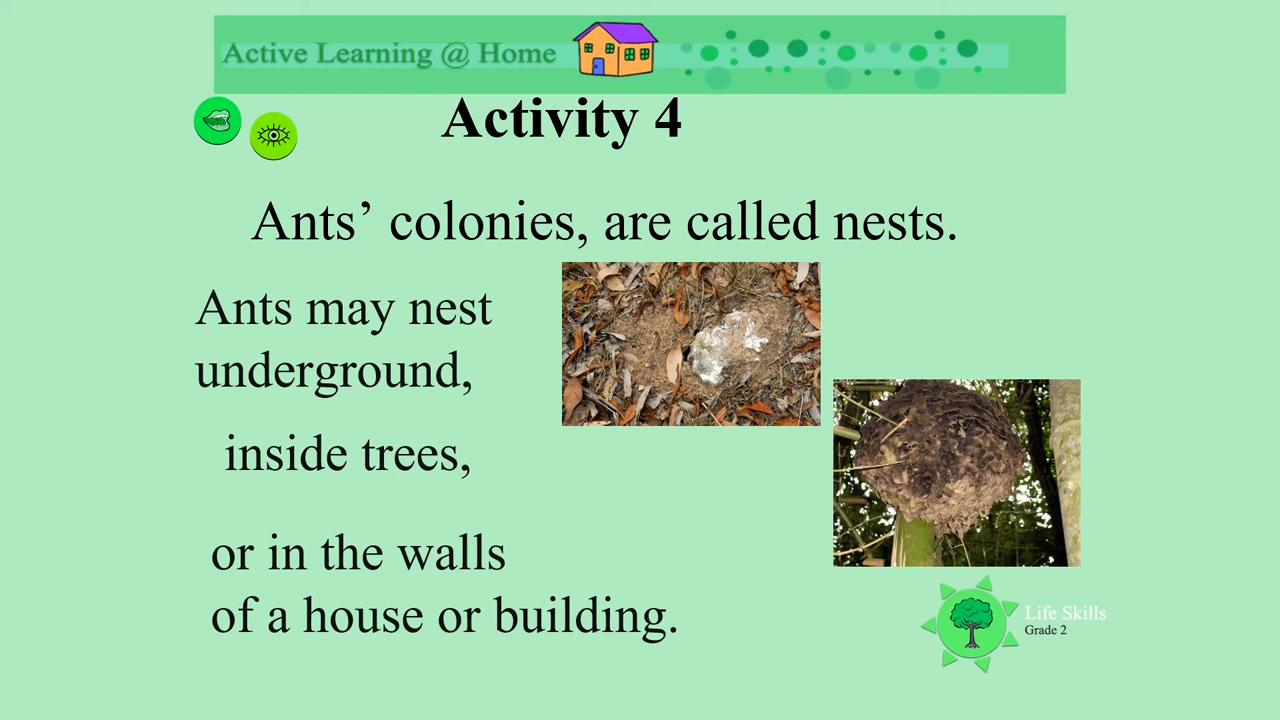 Active Learning @ Home
Activity 4
Ants’ colonies, are called nests.
Ants may nest
underground,
inside trees,
or in the walls
of a house or building.
Life Skills
Grade 2